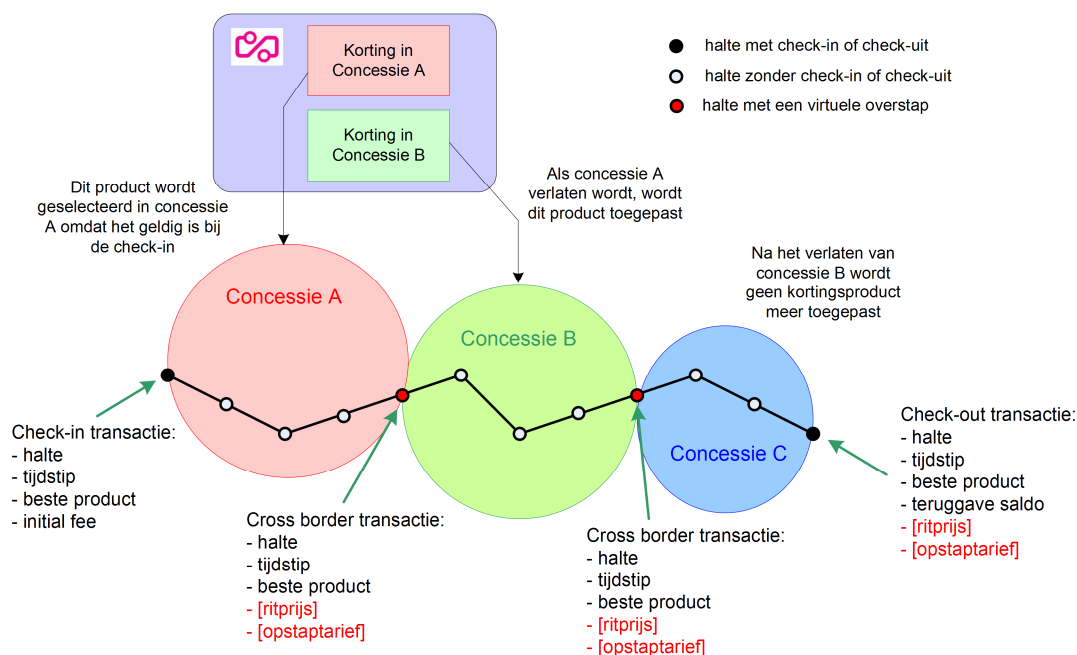 Korting in
Concessie A
Korting in
Concessie B
halte met check-in of check-uit
halte zonder check-in of check-uit
halte met een virtuele overstap
Dit product wordt
geselecteerd in concessie
A omdat het geldig is bij
de check-in
Als concessie A
verlaten wordt, wordt
dit product toegepast
Na het verlaten van
concessie B wordt
geen kortingsproduct
meer toegepast
Concessie A
Concessie B
Concessie C
Check-in transactie:
- halte
- tijdstip
- beste product
- initial fee
Cross border transactie:
- halte
- tijdstip
- beste product
- [ritprijs]
- [opstaptarief]
Cross border transactie:
- halte
- tijdstip
- beste product
- [ritprijs]
- [opstaptarief]
Check-out transactie:
- halte
- tijdstip
- beste product
- teruggave saldo
- [ritprijs]
- [opstaptarief]